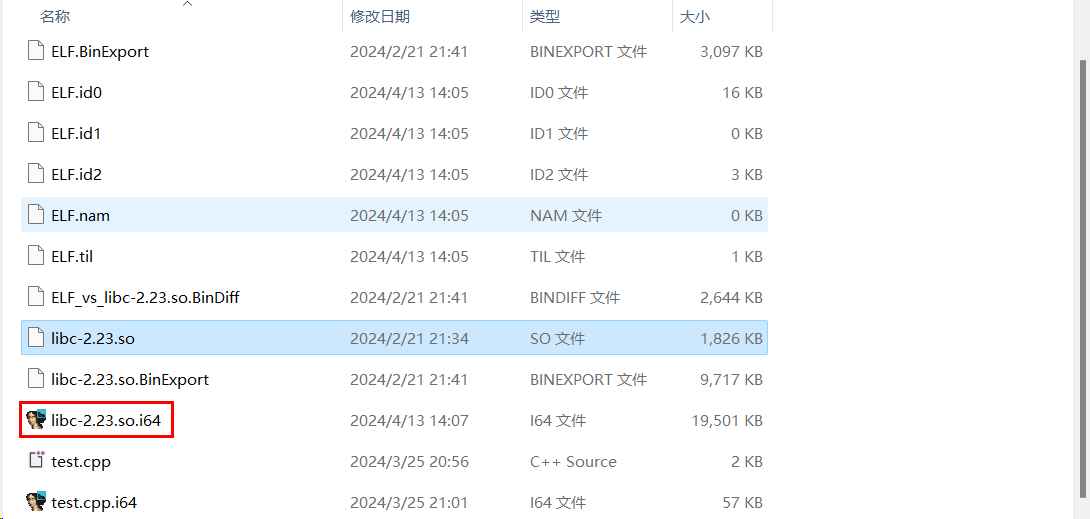 名称 修改日期 类型 大小
ELF.BinExport 2024/2/21 21:41 BINEXPORT 文件 3,097 KB
ELF.id0 2024/4/13 14:05 ID0 文件 16 KB
ELF.id1 2024/4/13 14:05 ID1 文件 0 KB
ELF.id2 2024/4/13 14:05 ID2 文件 3 KB
ELF.nam 2024/4/13 14:05 NAM 文件 0 KB
ELF.til 2024/4/13 14:05 TIL 文件 1 KB
ELF_vs_libc-2.23.so.BinDiff 2024/2/21 21:41 BINDIFF 文件 2,644 KB
libc-2.23.so 2024/2/21 21:34 SO 文件 1,826 KB
libc-2.23.so.BinExport 2024/2/21 21:41 BINEXPORT 文件 9,717 KB
libc-2.23.so.i64 2024/4/13 14:07 I64 文件 19,501 KB
test.cpp 2024/3/25 20:56 C++ Source 2 KB
test.cpp.i64 2024/3/25 21:01 I64 文件 57 KB